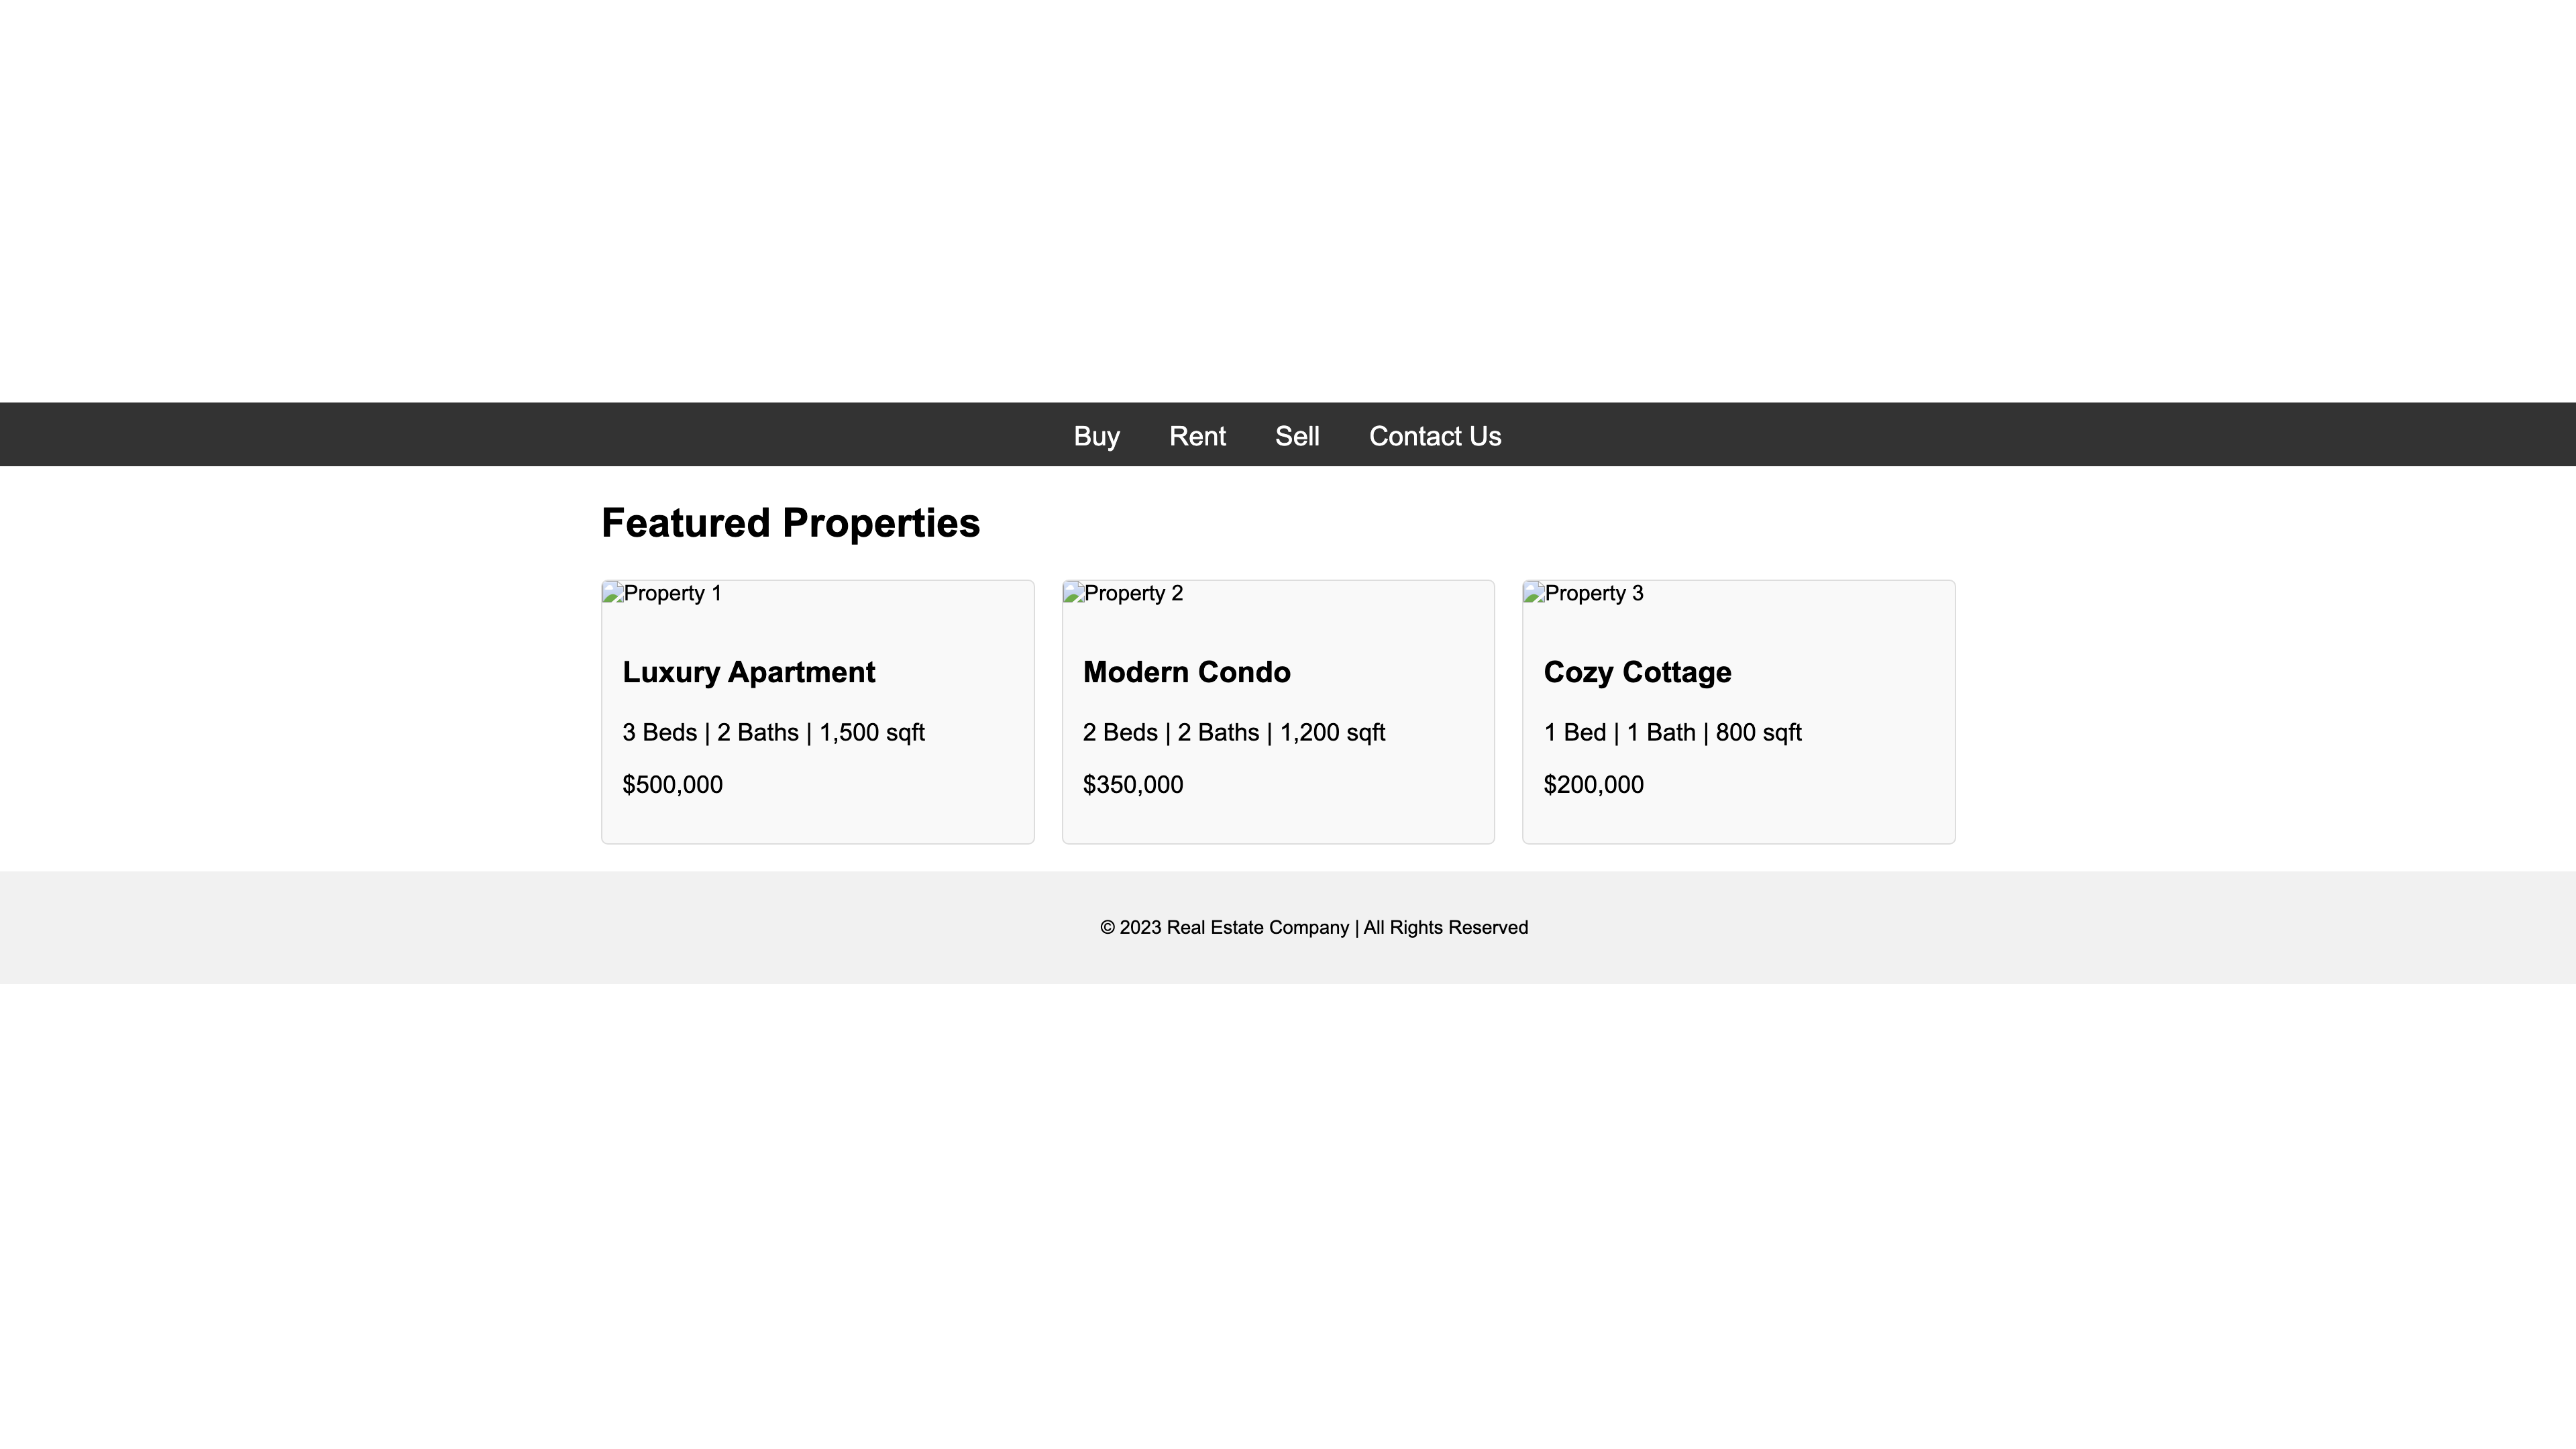 Buy Rent Sell Contact Us
Featured Properties
Property 1
Luxury Apartment
3 Beds | 2 Baths | 1,500 sqft
$500,000
Property 2
Modern Condo
2 Beds | 2 Baths | 1,200 sqft
$350,000
Property 3
Cozy Cottage
1 Bed | 1 Bath | 800 sqft
$200,000
© 2023 Real Estate Company | All Rights Reserved